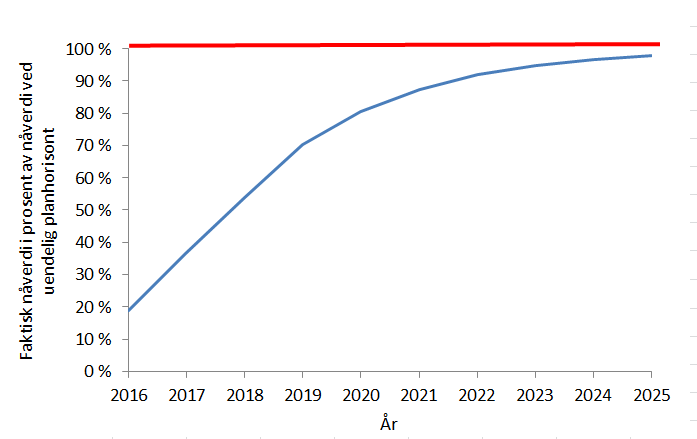 Faktisk nåverdi i prosent av nåverdi ved
uendelig planhorisont
100 %
90 %
80 %
70 %
60 %
50 %
40 %
30 %
20 %
10 %
0 %
2016 2017 2018 2019 2020 2021 2022 2023 2024 2025
År